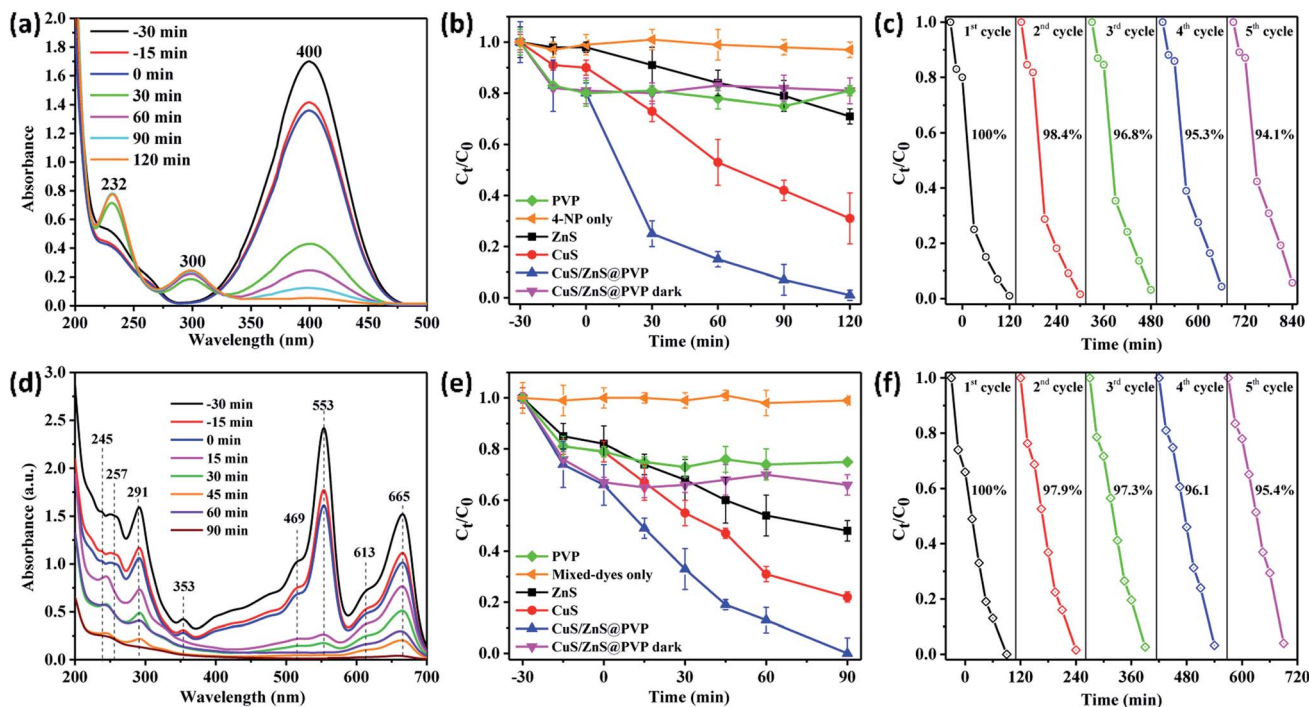 (a)
2.0
1.8
1.6
1.4
1.2
1.0
0.8
0.6
0.4
0.2
0.0
Absorbance
-30 min
-15 min
0 min
30 min
60 min
90 min
120 min
232
300
400
200 250 300 350 400 450 500
Wavelength (nm)
(b)
1.0
0.8
0.6
0.4
0.2
0.0
Ct/C0
PVP
4-NP only
ZnS
CuS
CuS/ZnS@PVP
CuS/ZnS@PVP dark
-30 0 30 60 90 120
Time (min)
(c)
1.0
0.8
0.6
0.4
0.2
0.0
Ct/C0
1st cycle 2nd cycle 3rd cycle 4th cycle 5th cycle
100% 98.4% 96.8% 95.3% 94.1%
0 120 240 360 480 600 720 840
Time (min)
(d)
3.0
2.5
2.0
1.5
1.0
0.5
0.0
Absorbance (a.u.)
-30 min
-15 min
0 min
15 min
30 min
45 min
60 min
90 min
245
257
291
353
469
553
613
665
200 300 400 500 600 700
Wavelength (nm)
(e)
1.0
0.8
0.6
0.4
0.2
0.0
Ct/C0
PVP
Mixed-dyes only
ZnS
CuS
CuS/ZnS@PVP
CuS/ZnS@PVP dark
-30 -15 0 15 30 45 60 75 90
Time (min)
(f)
1.0
0.8
0.6
0.4
0.2
0.0
Ct/C0
1st cycle 2nd cycle 3rd cycle 4th cycle 5th cycle
100% 97.9% 97.3% 96.1 95.4%
0 120 240 360 480 600 720
Time (min)